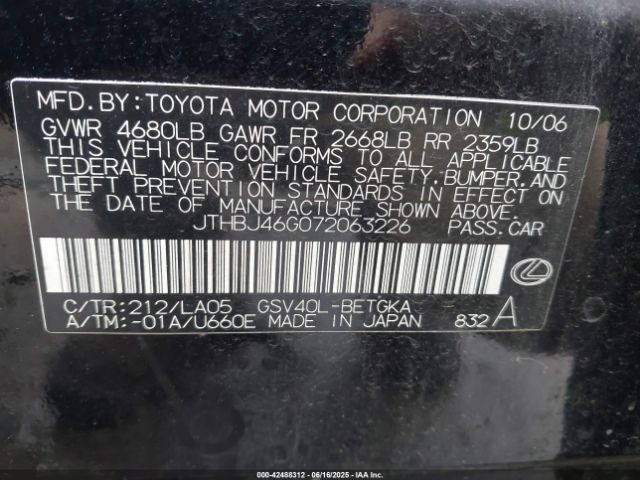 MFD. BY: TOYOTA MOTOR CORPORATION 10/06
GVWR 4680LB GAWR FR 2668LB RR 2359LB
THIS VEHICLE CONFORMS TO ALL APPLICABLE
FEDERAL MOTOR VEHICLE SAFETY, BUMPER, AND
THEFT PREVENTION STANDARDS IN EFFECT ON
THE DATE OF MANUFACTURE SHOWN ABOVE.
JTHBJ46G072063226 PASS. CAR
C/TR: 212/LA05 GSV40L-BETGKA
A/TM: -01A/U660E MADE IN JAPAN 832 A
000-42488312 | 06/16/2025 - IAA Inc.